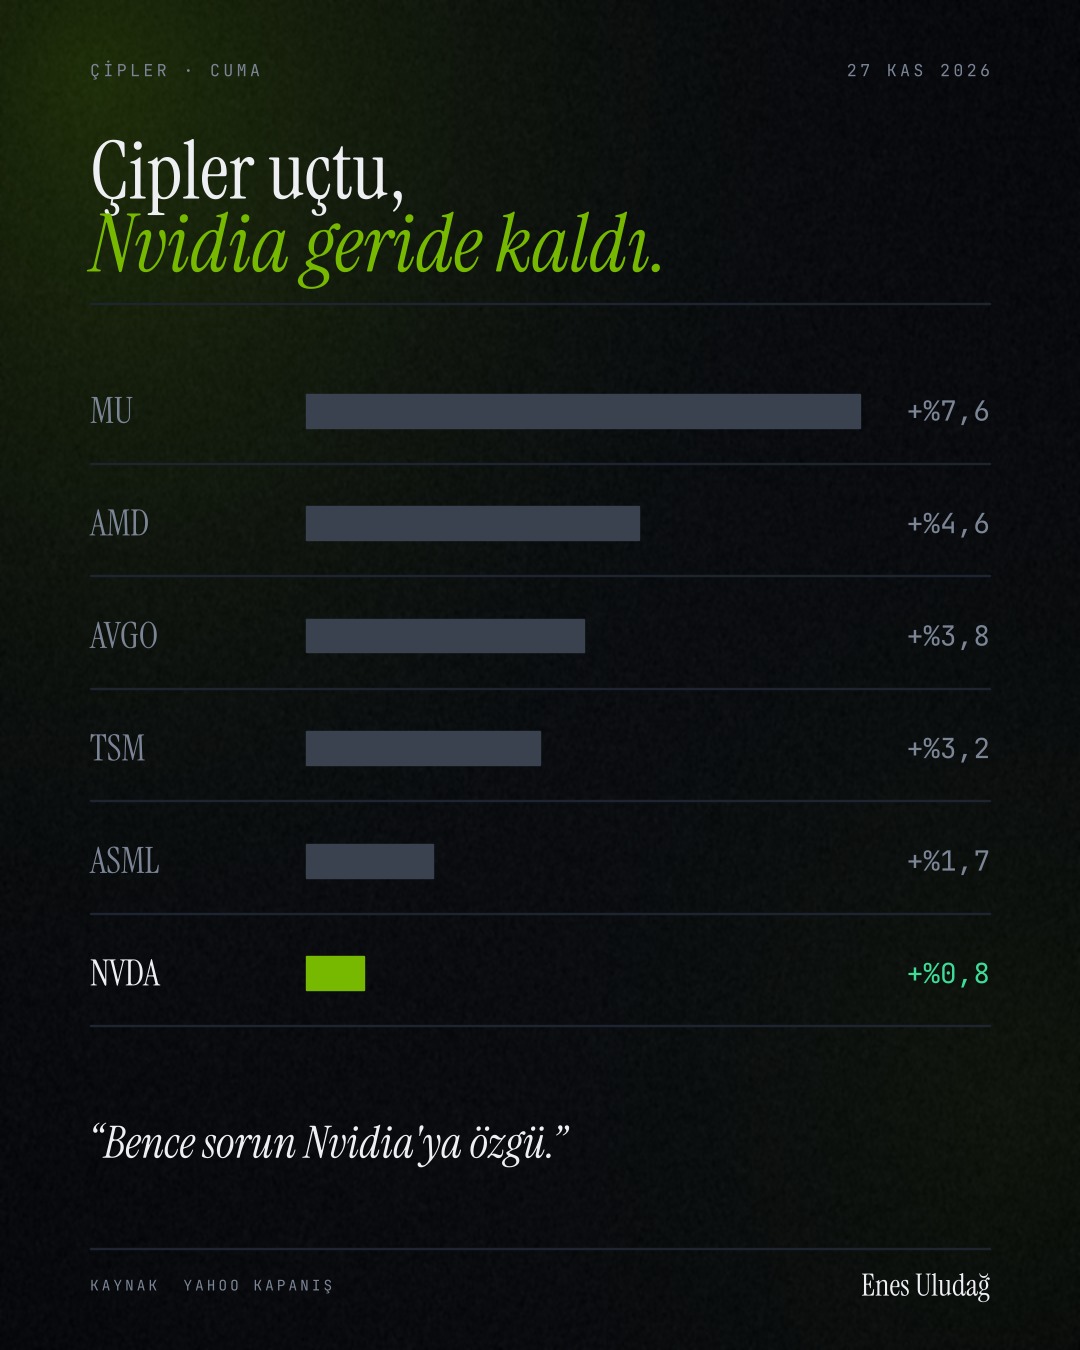 ÇİPLER · CUMA
27 KAS 2026
Çipler uçtu,
Nvidia geride kaldı.
MU +%7,6
AMD +%4,6
AVGO +%3,8
TSM +%3,2
ASML +%1,7
NVDA +%0,8
“Bence sorun Nvidia'ya özgü.”
KAYNAK YAHOO KAPANIŞ
Enes Uludağ